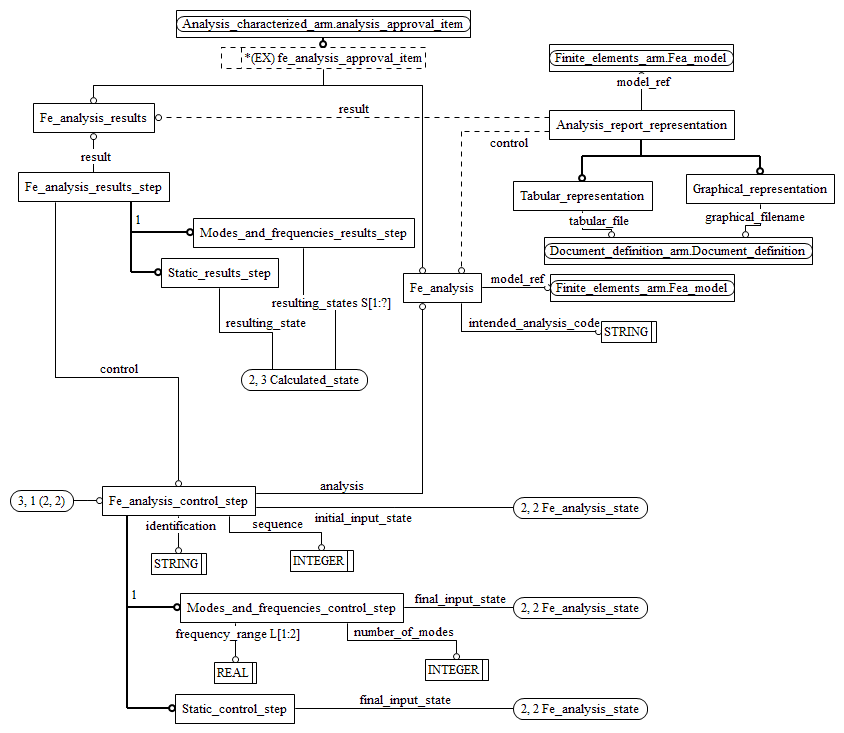 Analysis_characterized_arm.analysis_approval_item
*(EX) fe_analysis_approval_item
Finite_elements_arm.Fea_model
model_ref
Fe_analysis_results
result
Analysis_report_representation
control
result
Fe_analysis_results_step
Tabular_representation
Graphical_representation
tabular_file
graphical_filename
1
Modes_and_frequencies_results_step
Document_definition_arm.Document_definition
Static_results_step
Fe_analysis
model_ref
Finite_elements_arm.Fea_model
resulting_states S[1:?]
resulting_state
intended_analysis_code
STRING
control
2, 3 Calculated_state
analysis
3, 1 (2, 2)
Fe_analysis_control_step
initial_input_state
2, 2 Fe_analysis_state
identification
sequence
STRING
INTEGER
1
Modes_and_frequencies_control_step
final_input_state
2, 2 Fe_analysis_state
frequency_range L[1:2]
number_of_modes
REAL
INTEGER
Static_control_step
final_input_state
2, 2 Fe_analysis_state